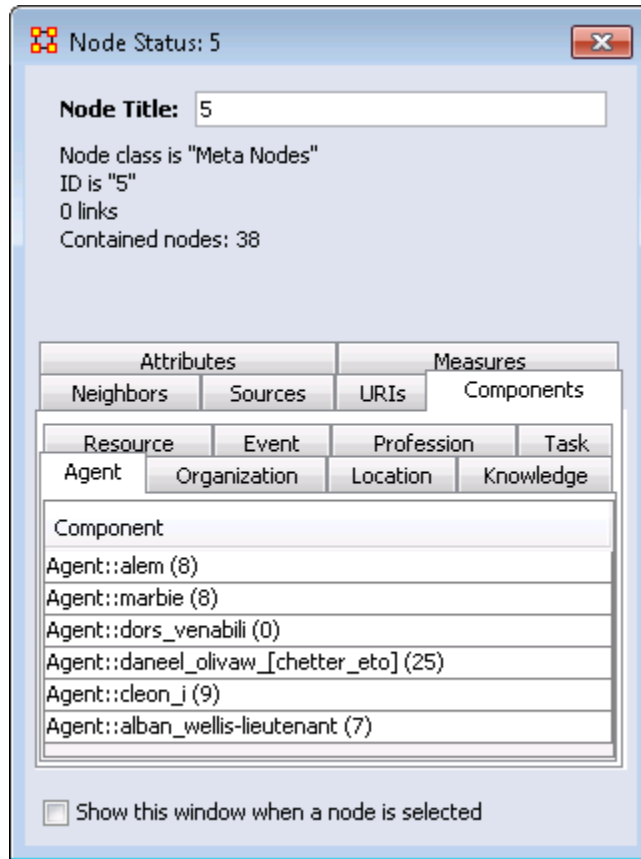 Node Status: 5
Node Title: 5
Node class is "Meta Nodes"
ID is "5"
0 links
Contained nodes: 38
Attributes Measures
Neighbors Sources URIs Components
Resource Event Profession Task
Agent Organization Location Knowledge
Component
Agent::alem (8)
Agent::marbie (8)
Agent::dors_venabili (0)
Agent::daneel_olivaw_[chetter_eto] (25)
Agent::cleon_i (9)
Agent::alban_wellis-lieutenant (7)
Show this window when a node is selected